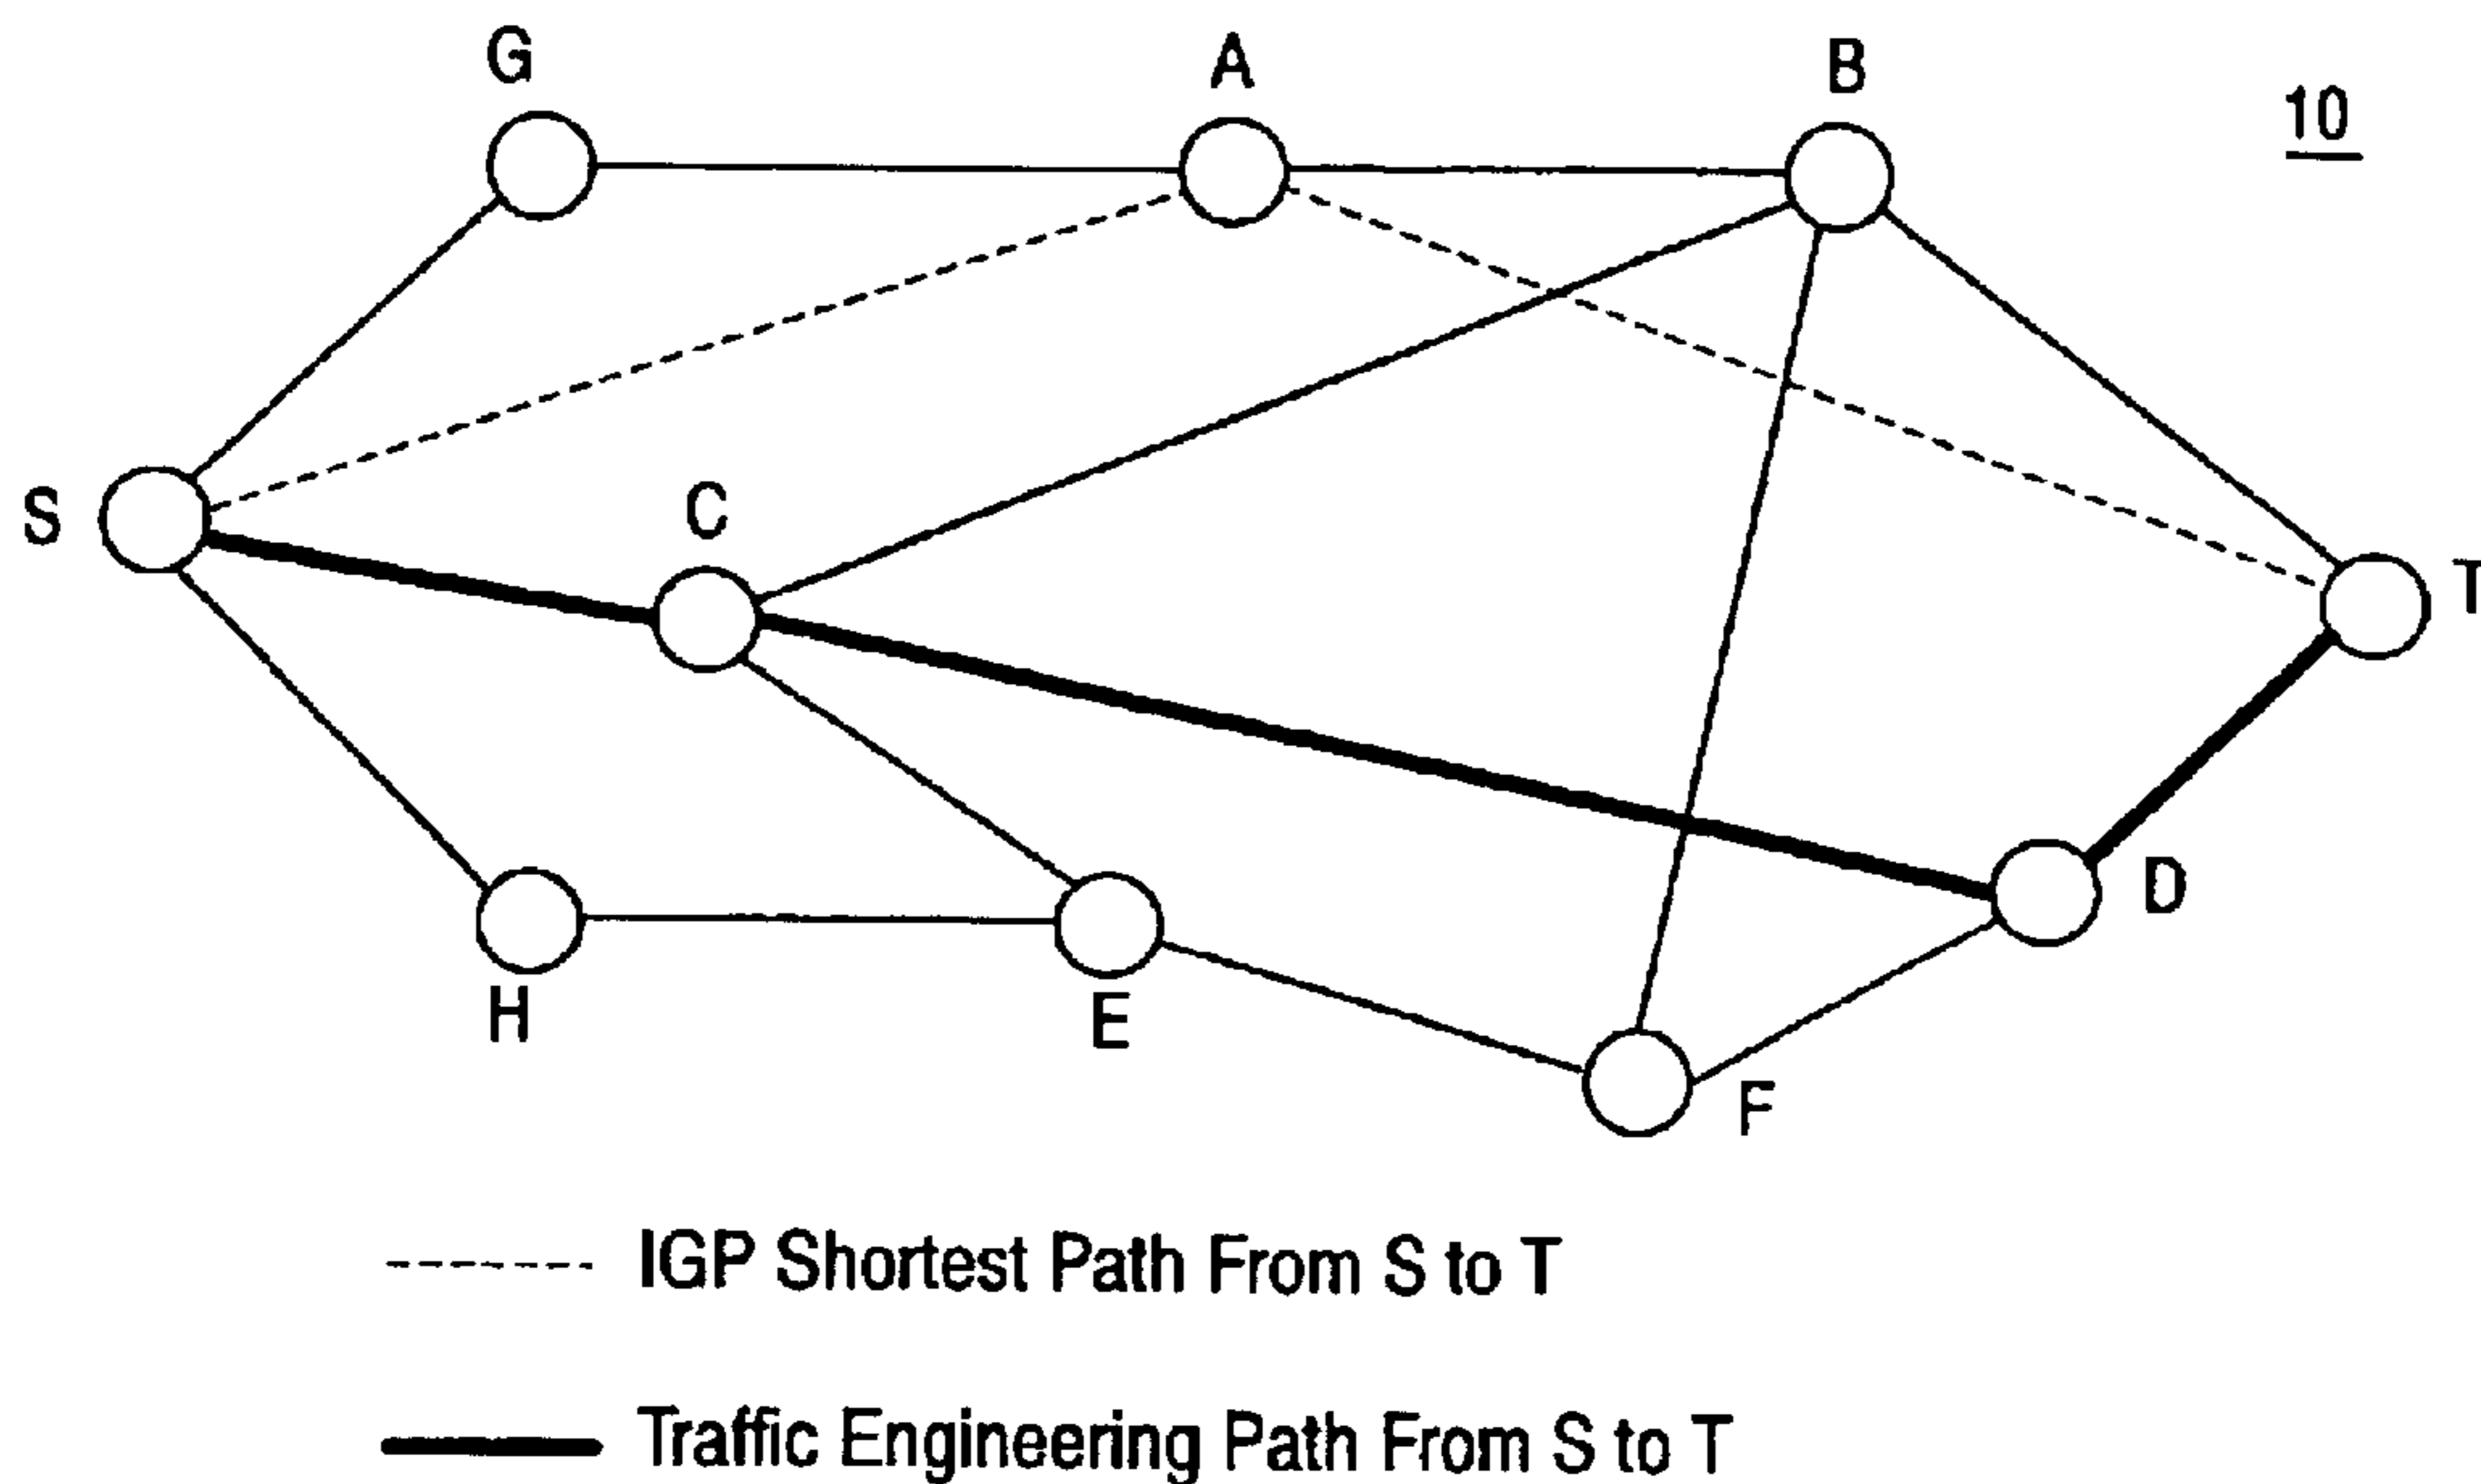 G
A
B
10
S
C
T
D
H
E
F
IGP Shortest Path From S to T
Traffic Engineering Path From S to T